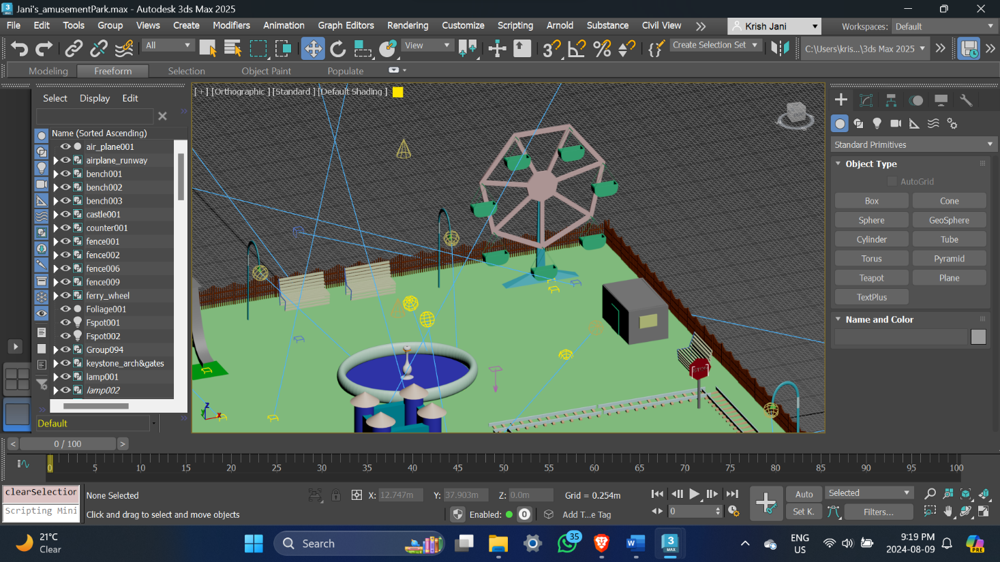 Jani's_amusementPark.max - Autodesk 3ds Max 2025
File Edit Tools Group Views Create Modifiers Animation Graph Editors Rendering Customize Scripting Arnold Substance Civil View Krish Jani Workspaces: Default
All View Create Selection Set C:\Users\kris...\3ds Max 2025
Modeling Freeform Selection Object Paint Populate
Select Display Edit
Name (Sorted Ascending)
air_plane001
airplane_runway
bench001
bench002
bench003
castle001
counter001
fence001
fence002
fence006
fence009
ferry_wheel
Foliage001
Fspot001
Fspot002
Group094
keystone_arch&gates
lamp001
lamp002
Default
[+] [Orthographic ] [Standard ] [Default Shading ]
z
x
Standard Primitives
Object Type
AutoGrid
Box Cone
Sphere GeoSphere
Cylinder Tube
Torus Pyramid
Teapot Plane
TextPlus
Name and Color
< 0 / 100 >
0 5 10 15 20 25 30 35 40 45 50 55 60 65 70 75 80 85 90 95 100
clearSelectior
Scripting Mini
None Selected
X: 12.747m Y: 37.903m Z: 0.0m Grid = 0.254m
Click and drag to select and move objects
Enabled: 0 Add T...e Tag
0
Auto Selected
Set K. Filters...
21°C
Clear
Search
35
3
MAX
ENG
US
9:19 PM
2024-08-09
PRE